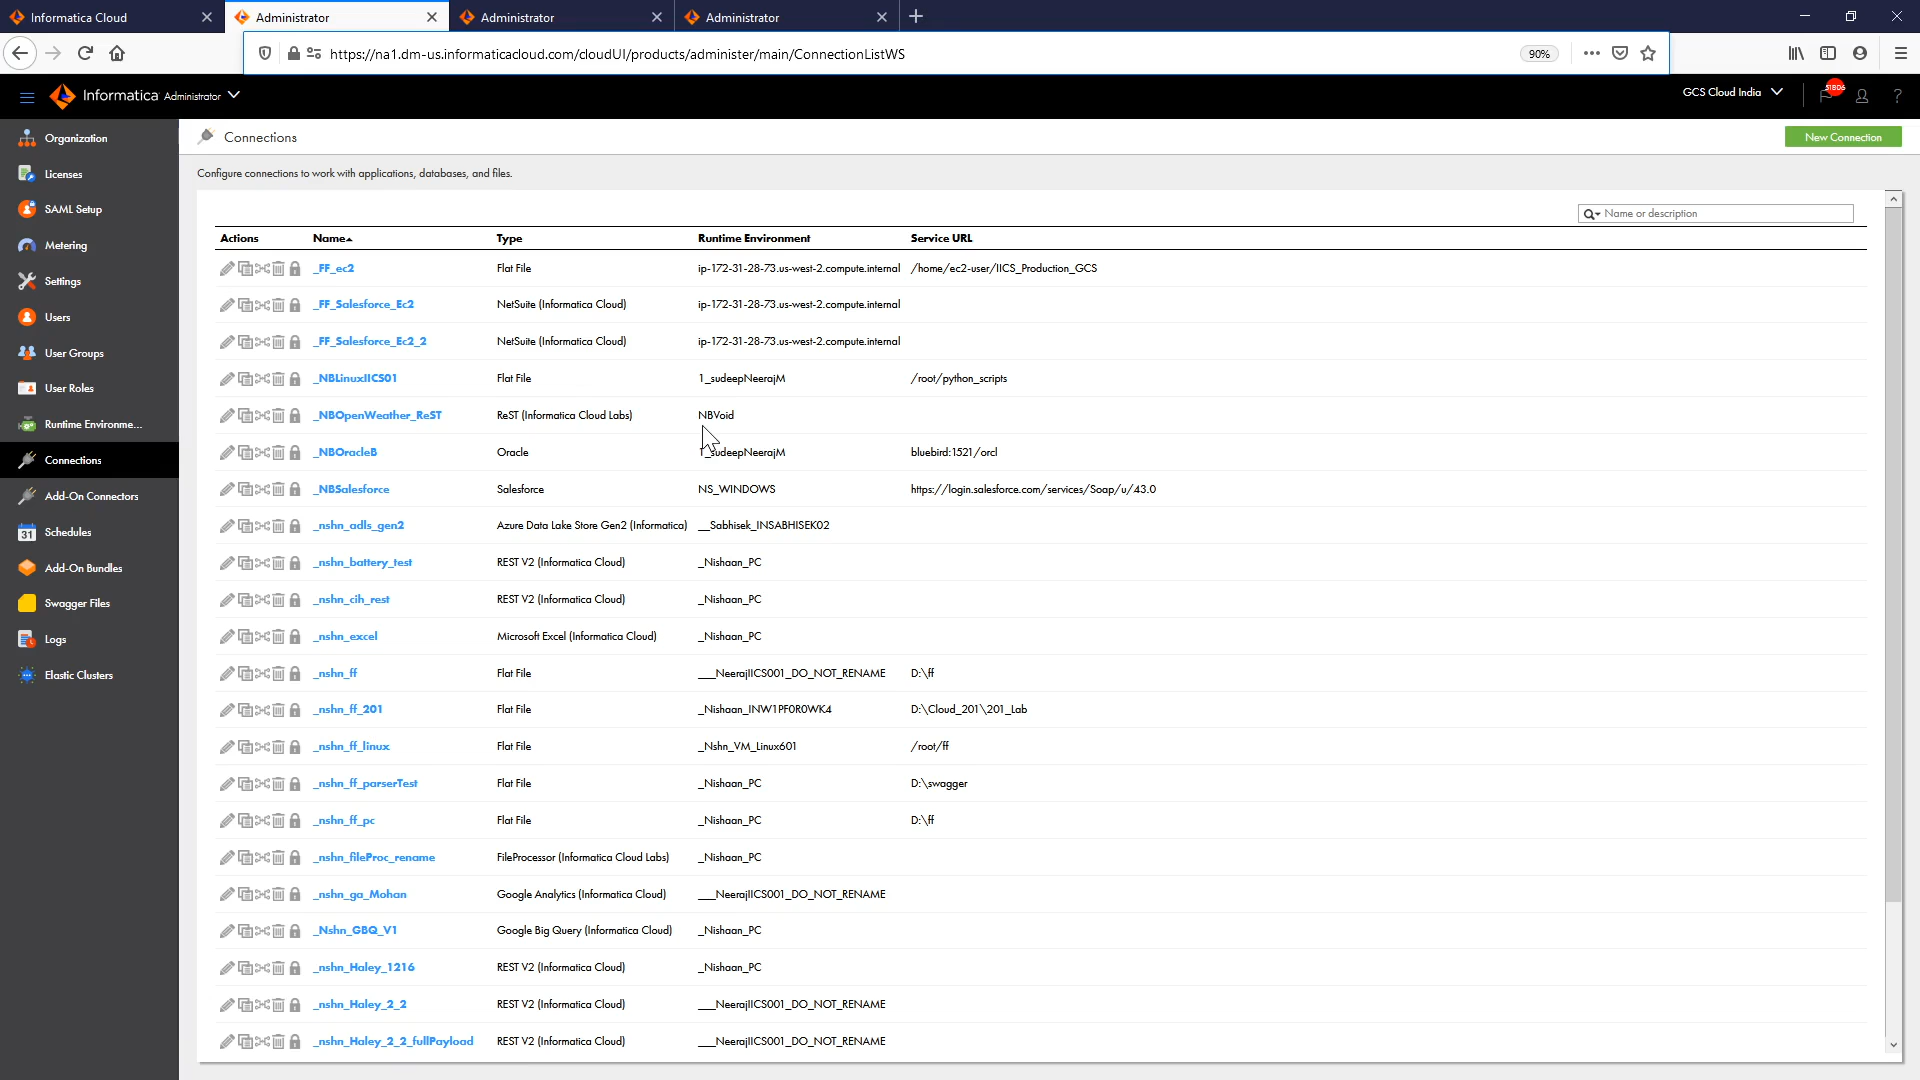 Informatica Cloud
Administrator
Administrator
Administrator
https://na1.dm-us.informaticacloud.com/cloudUI/products/administer/main/ConnectionListWS
90%
Informatica Administrator
GCS Cloud India
51806
?
Organization
Licenses
SAML Setup
Metering
Settings
Users
User Groups
User Roles
Runtime Environme...
Connections
Add-On Connectors
31
Schedules
Add-On Bundles
Swagger Files
Logs
Elastic Clusters
Connections
New Connection
Configure connections to work with applications, databases, and files.
Name or description
Actions Name Type Runtime Environment Service URL
_FF_ec2 Flat File ip-172-31-28-73.us-west-2.compute.internal /home/ec2-user/IICS_Production_GCS
_FF_Salesforce_Ec2 NetSuite (Informatica Cloud) ip-172-31-28-73.us-west-2.compute.internal
_FF_Salesforce_Ec2_2 NetSuite (Informatica Cloud) ip-172-31-28-73.us-west-2.compute.internal
_NBLinuxIICS01 Flat File 1_sudeepNeerajM /root/python_scripts
_NBOpenWeather_ReST ReST (Informatica Cloud Labs) NBVoid
_NBOracleB Oracle 1_sudeepNeerajM bluebird:1521/orcl
_NBSalesforce Salesforce NS_WINDOWS https://login.salesforce.com/services/Soap/u/43.0
_nshn_adls_gen2 Azure Data Lake Store Gen2 (Informatica) __Sabhisek_INSABHISEK02
_nshn_battery_test REST V2 (Informatica Cloud) _Nishaan_PC
_nshn_cih_rest REST V2 (Informatica Cloud) _Nishaan_PC
_nshn_excel Microsoft Excel (Informatica Cloud) _Nishaan_PC
_nshn_ff Flat File ___NeerajIICS001_DO_NOT_RENAME D:\ff
_nshn_ff_201 Flat File _Nishaan_INW1PF0R0WK4 D:\Cloud_201\201_Lab
_nshn_ff_linux Flat File _Nshn_VM_Linux601 /root/ff
_nshn_ff_parserTest Flat File _Nishaan_PC D:\swagger
_nshn_ff_pc Flat File _Nishaan_PC D:\ff
_nshn_fileProc_rename FileProcessor (Informatica Cloud Labs) _Nishaan_PC
_nshn_ga_Mohan Google Analytics (Informatica Cloud) ___NeerajIICS001_DO_NOT_RENAME
_Nshn_GBQ_V1 Google Big Query (Informatica Cloud) _Nishaan_PC
_nshn_Haley_1216 REST V2 (Informatica Cloud) _Nishaan_PC
_nshn_Haley_2_2 REST V2 (Informatica Cloud) ___NeerajIICS001_DO_NOT_RENAME
_nshn_Haley_2_2_fullPayload REST V2 (Informatica Cloud) ___NeerajIICS001_DO_NOT_RENAME